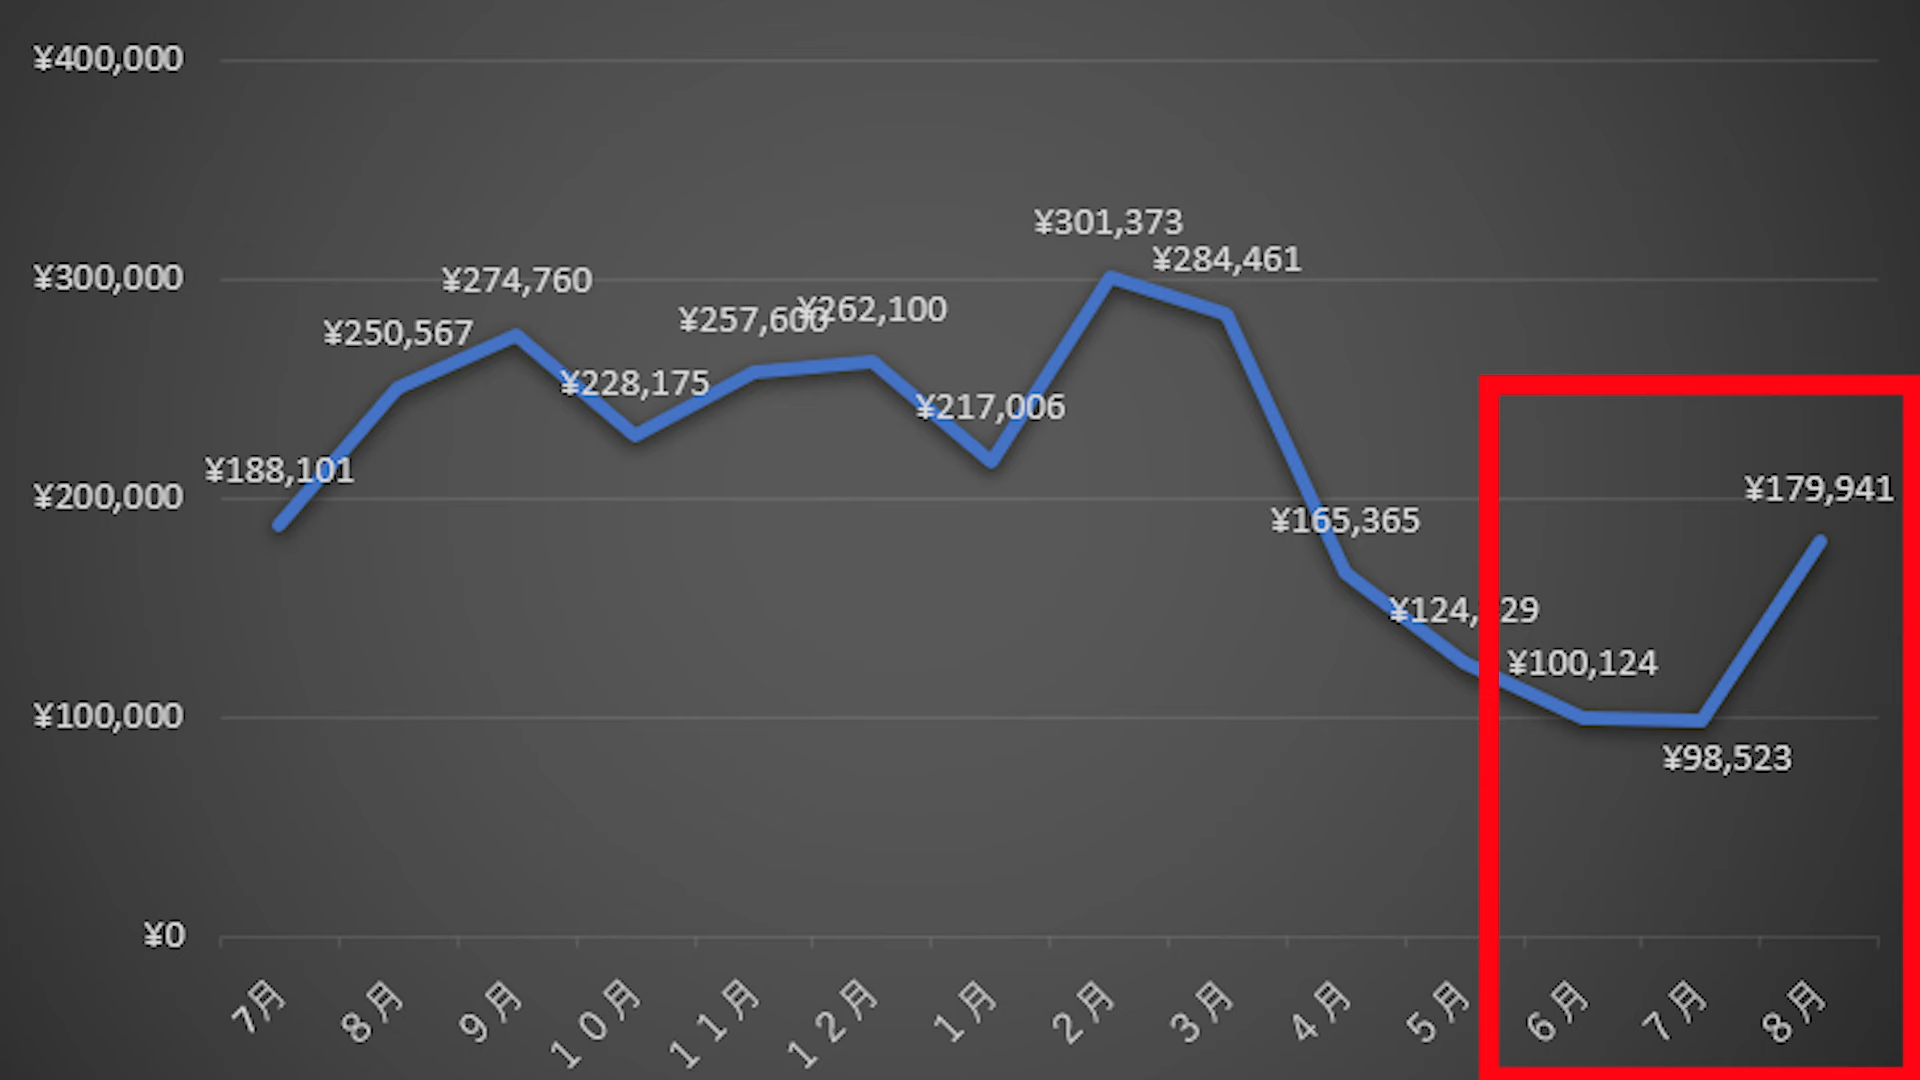 ¥400,000
¥300,000
¥200,000
¥100,000
¥0
¥188,101
¥250,567
¥274,760
¥228,175
¥257,600
¥262,100
¥217,006
¥301,373
¥284,461
¥165,365
¥100,124
¥98,523
¥179,941
7月
8月
9月
10月
11月
12月
1月
2月
3月
4月
5月
6月
7月
8月